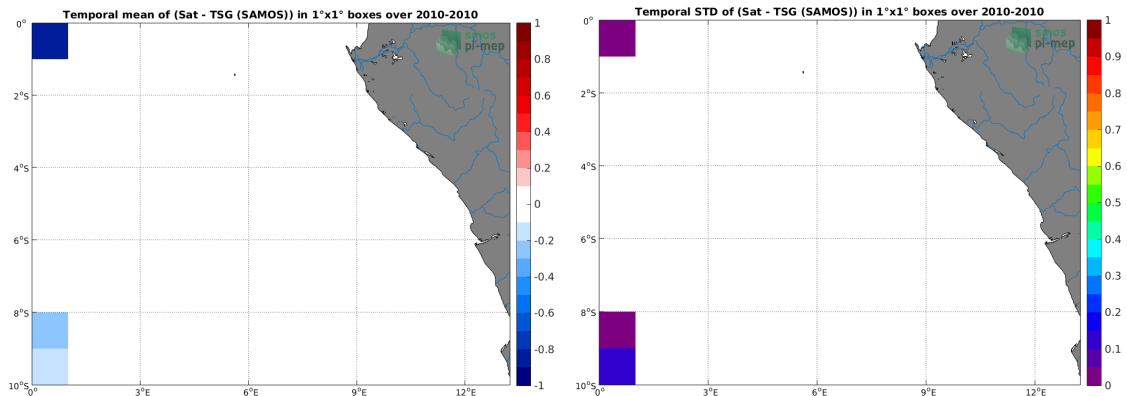 Temporal mean of (Sat - TSG (SAMOS)) in 1°x1° boxes over 2010-2010
0°
2°S
4°S
6°S
8°S
10°S
0°
3°E
6°E
9°E
12°E
1
0.8
0.6
0.4
0.2
0
-0.2
-0.4
-0.6
-0.8
-1
smos
pi-mep
Temporal STD of (Sat - TSG (SAMOS)) in 1°x1° boxes over 2010-2010
0°
2°S
4°S
6°S
8°S
10°S
0°
3°E
6°E
9°E
12°E
1
0.9
0.8
0.7
0.6
0.5
0.4
0.3
0.2
0.1
0
smos
pi-mep